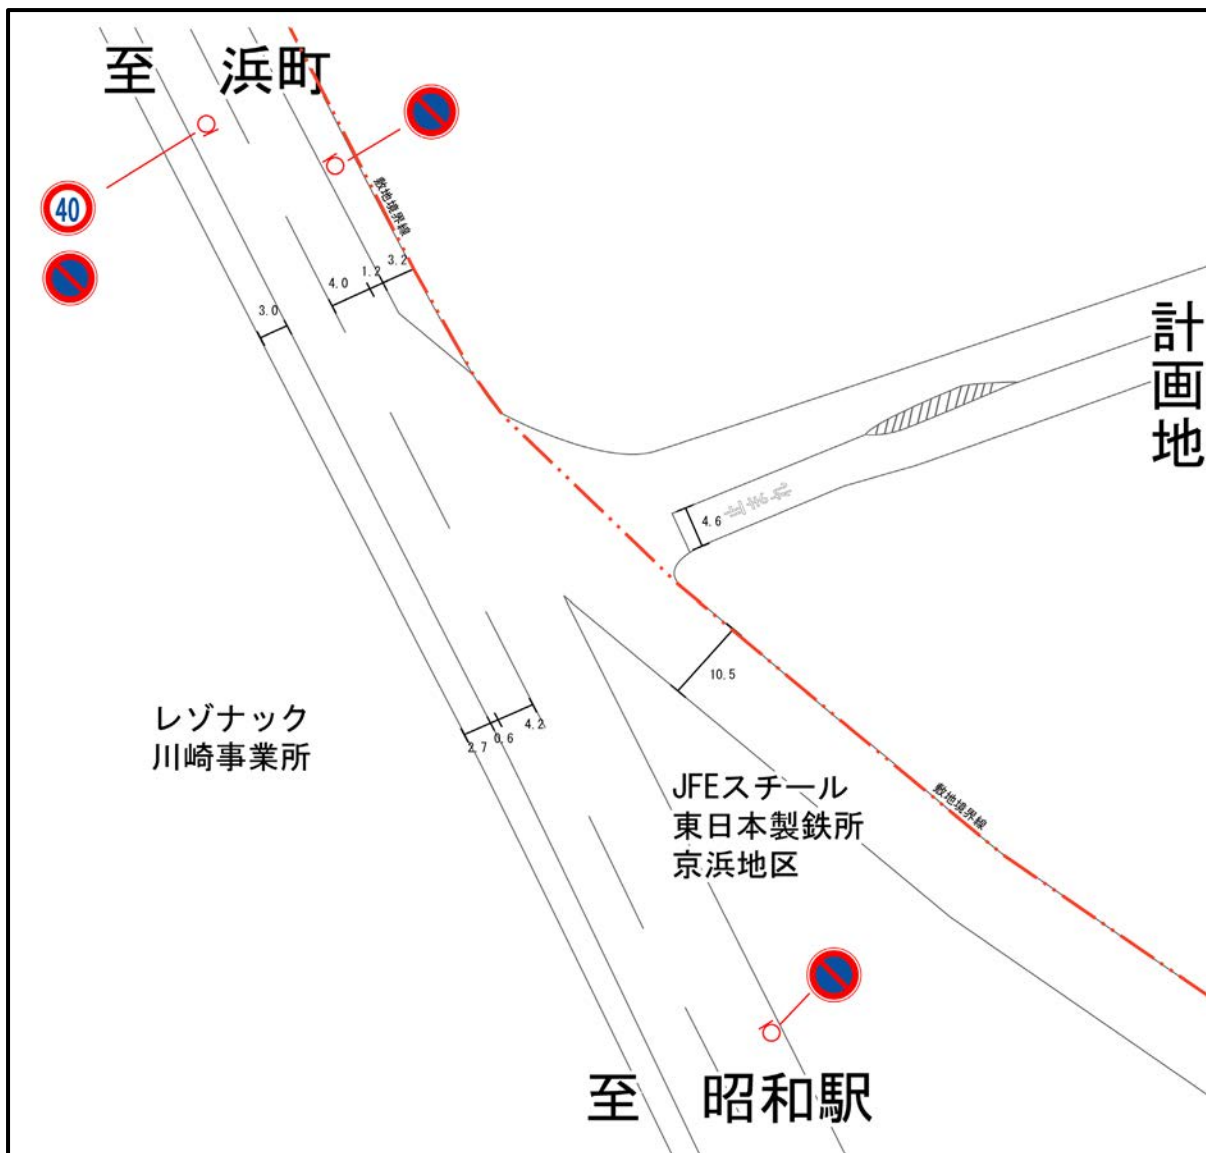 至 浜町
敷地境界線
40
3.2
1.2
4.0
3.0
計画地
4.6
10.5
4.2
0.6
2.7
レゾナック
川崎事業所
JFEスチール
東日本製鉄所
京浜地区
敷地境界線
至 昭和駅